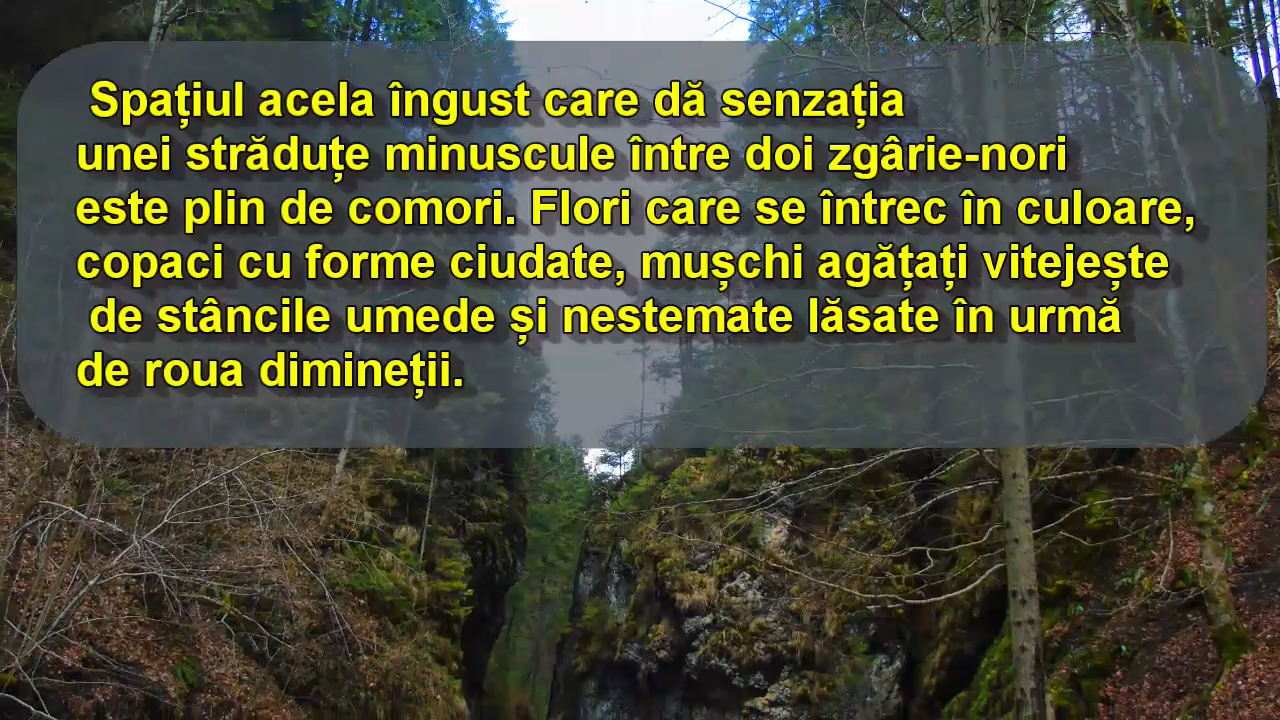 Spațiul acela îngust care dă senzația
unei străduțe minuscule între doi zgârie-nori
este plin de comori. Flori care se întrec în culoare,
copaci cu forme ciudate, mușchi agățați vitejește
de stâncile umede și nestemate lăsate în urmă
de roua dimineții.